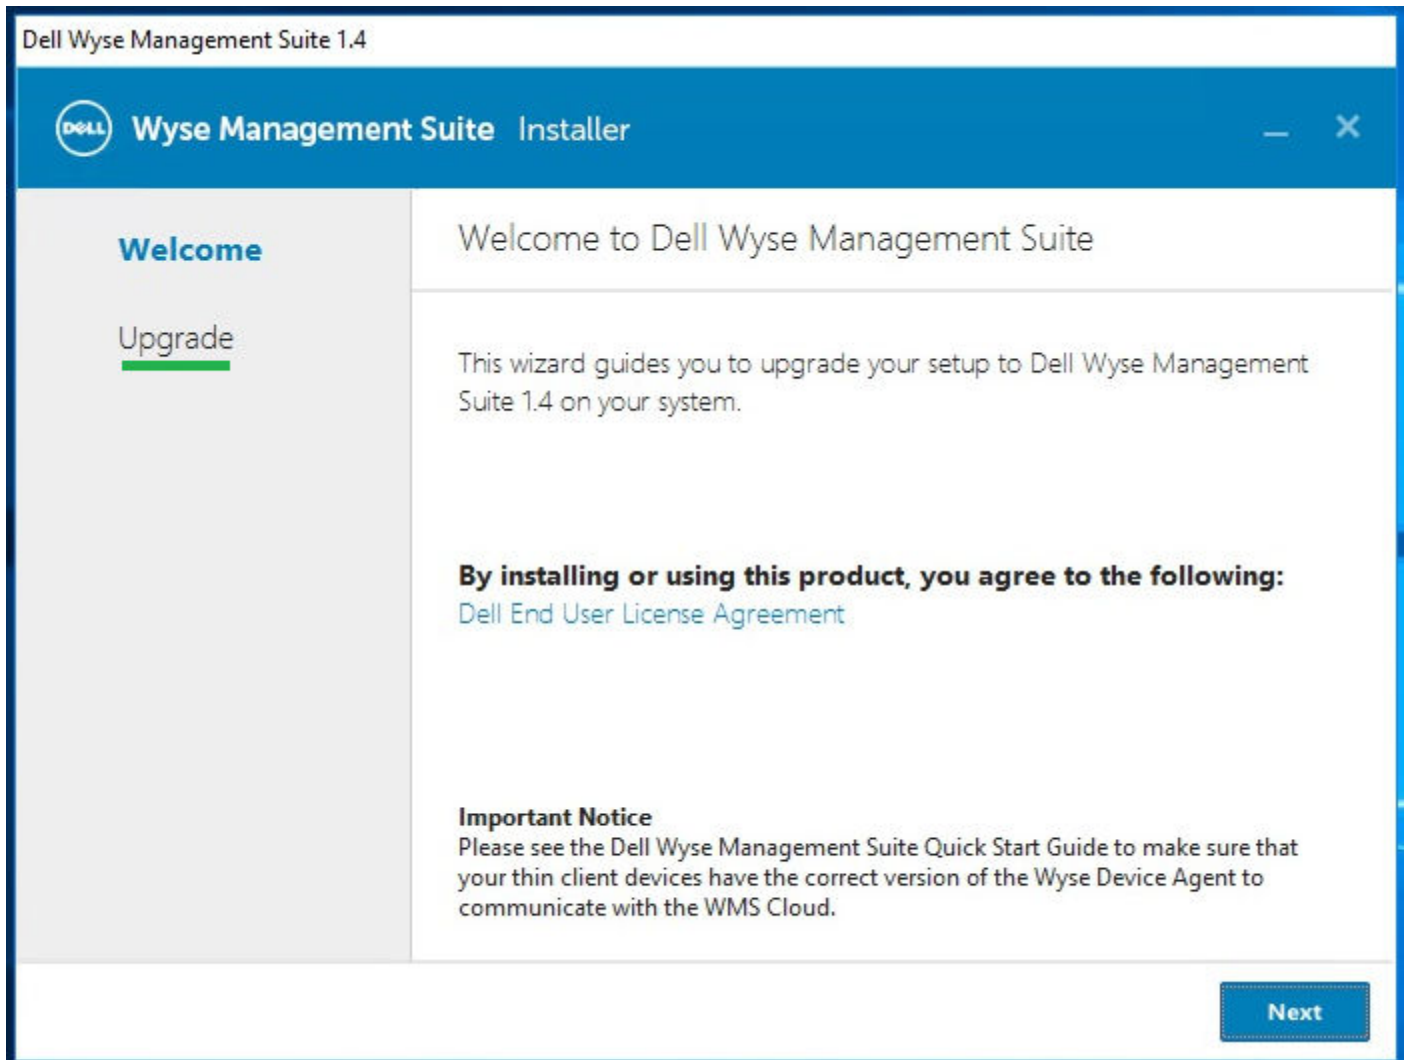 Dell Wyse Management Suite 1.4
DELL Wyse Management Suite Installer
Welcome
Upgrade
Welcome to Dell Wyse Management Suite
This wizard guides you to upgrade your setup to Dell Wyse Management
Suite 1.4 on your system.
By installing or using this product, you agree to the following:
Dell End User License Agreement
Important Notice
Please see the Dell Wyse Management Suite Quick Start Guide to make sure that
your thin client devices have the correct version of the Wyse Device Agent to
communicate with the WMS Cloud.
Next